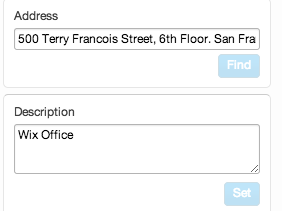 Address
500 Terry Francois Street, 6th Floor. San Fra
Find
Description
Wix Office
Set